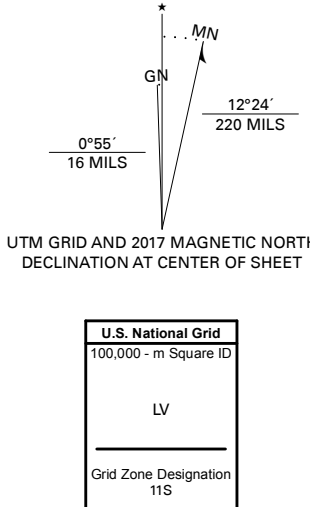 ★
MN
GN
0°55´
16 MILS
12°24´
220 MILS
UTM GRID AND 2017 MAGNETIC NORTH
DECLINATION AT CENTER OF SHEET
U.S. National Grid
100,000 - m Square ID
LV
Grid Zone Designation
11S